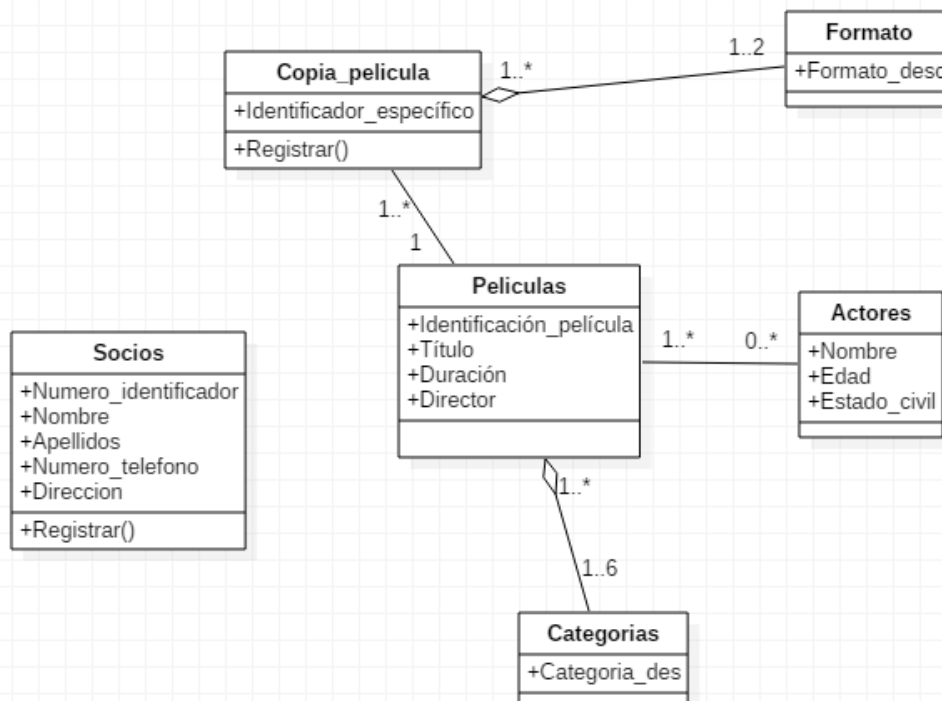 Formato
+Formato_desc
1..2
Copia_pelicula
+Identificador_específico
+Registrar()
1..*
1..*
1
Peliculas
+Identificación_película
+Título
+Duración
+Director
1..*
0..*
Actores
+Nombre
+Edad
+Estado_civil
Socios
+Numero_identificador
+Nombre
+Apellidos
+Numero_telefono
+Direccion
+Registrar()
1..*
1..6
Categorias
+Categoria_des